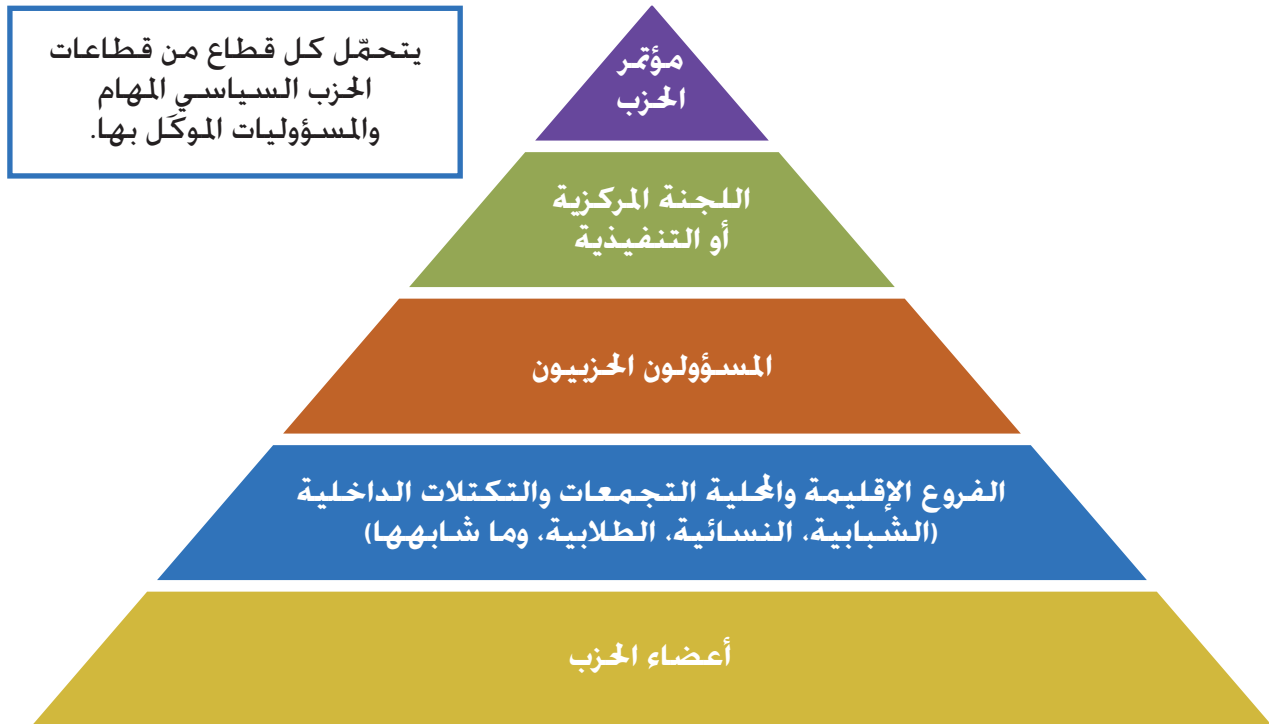 يتحمّل كل قطاع من قطاعات
الحزب السياسي المهام
والمسؤوليات الموكَل بها.
مؤتمر
الحزب
اللجنة المركزية
أو التنفيذية
المسؤولون الحزبيون
الفروع الإقليمة والمحلية التجمعات والتكتلات الداخلية
(الشبابية، النسائية، الطلابية، وما شابهها)
أعضاء الحزب